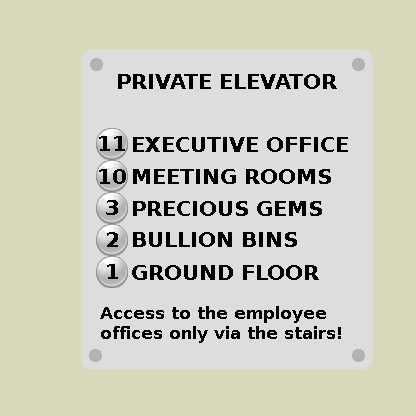 PRIVATE ELEVATOR
11 EXECUTIVE OFFICE
10 MEETING ROOMS
3 PRECIOUS GEMS
2 BULLION BINS
1 GROUND FLOOR
Access to the employee
offices only via the stairs!